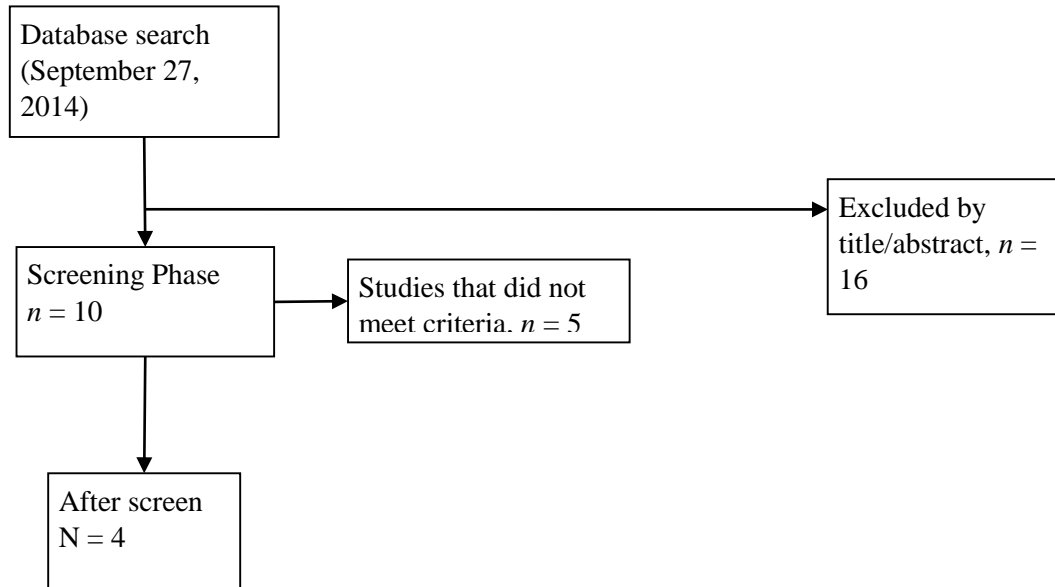 Database search
(September 27,
2014)
Excluded by
title/abstract, n =
16
Screening Phase
n = 10
Studies that did not
meet criteria, n = 5
After screen
N = 4